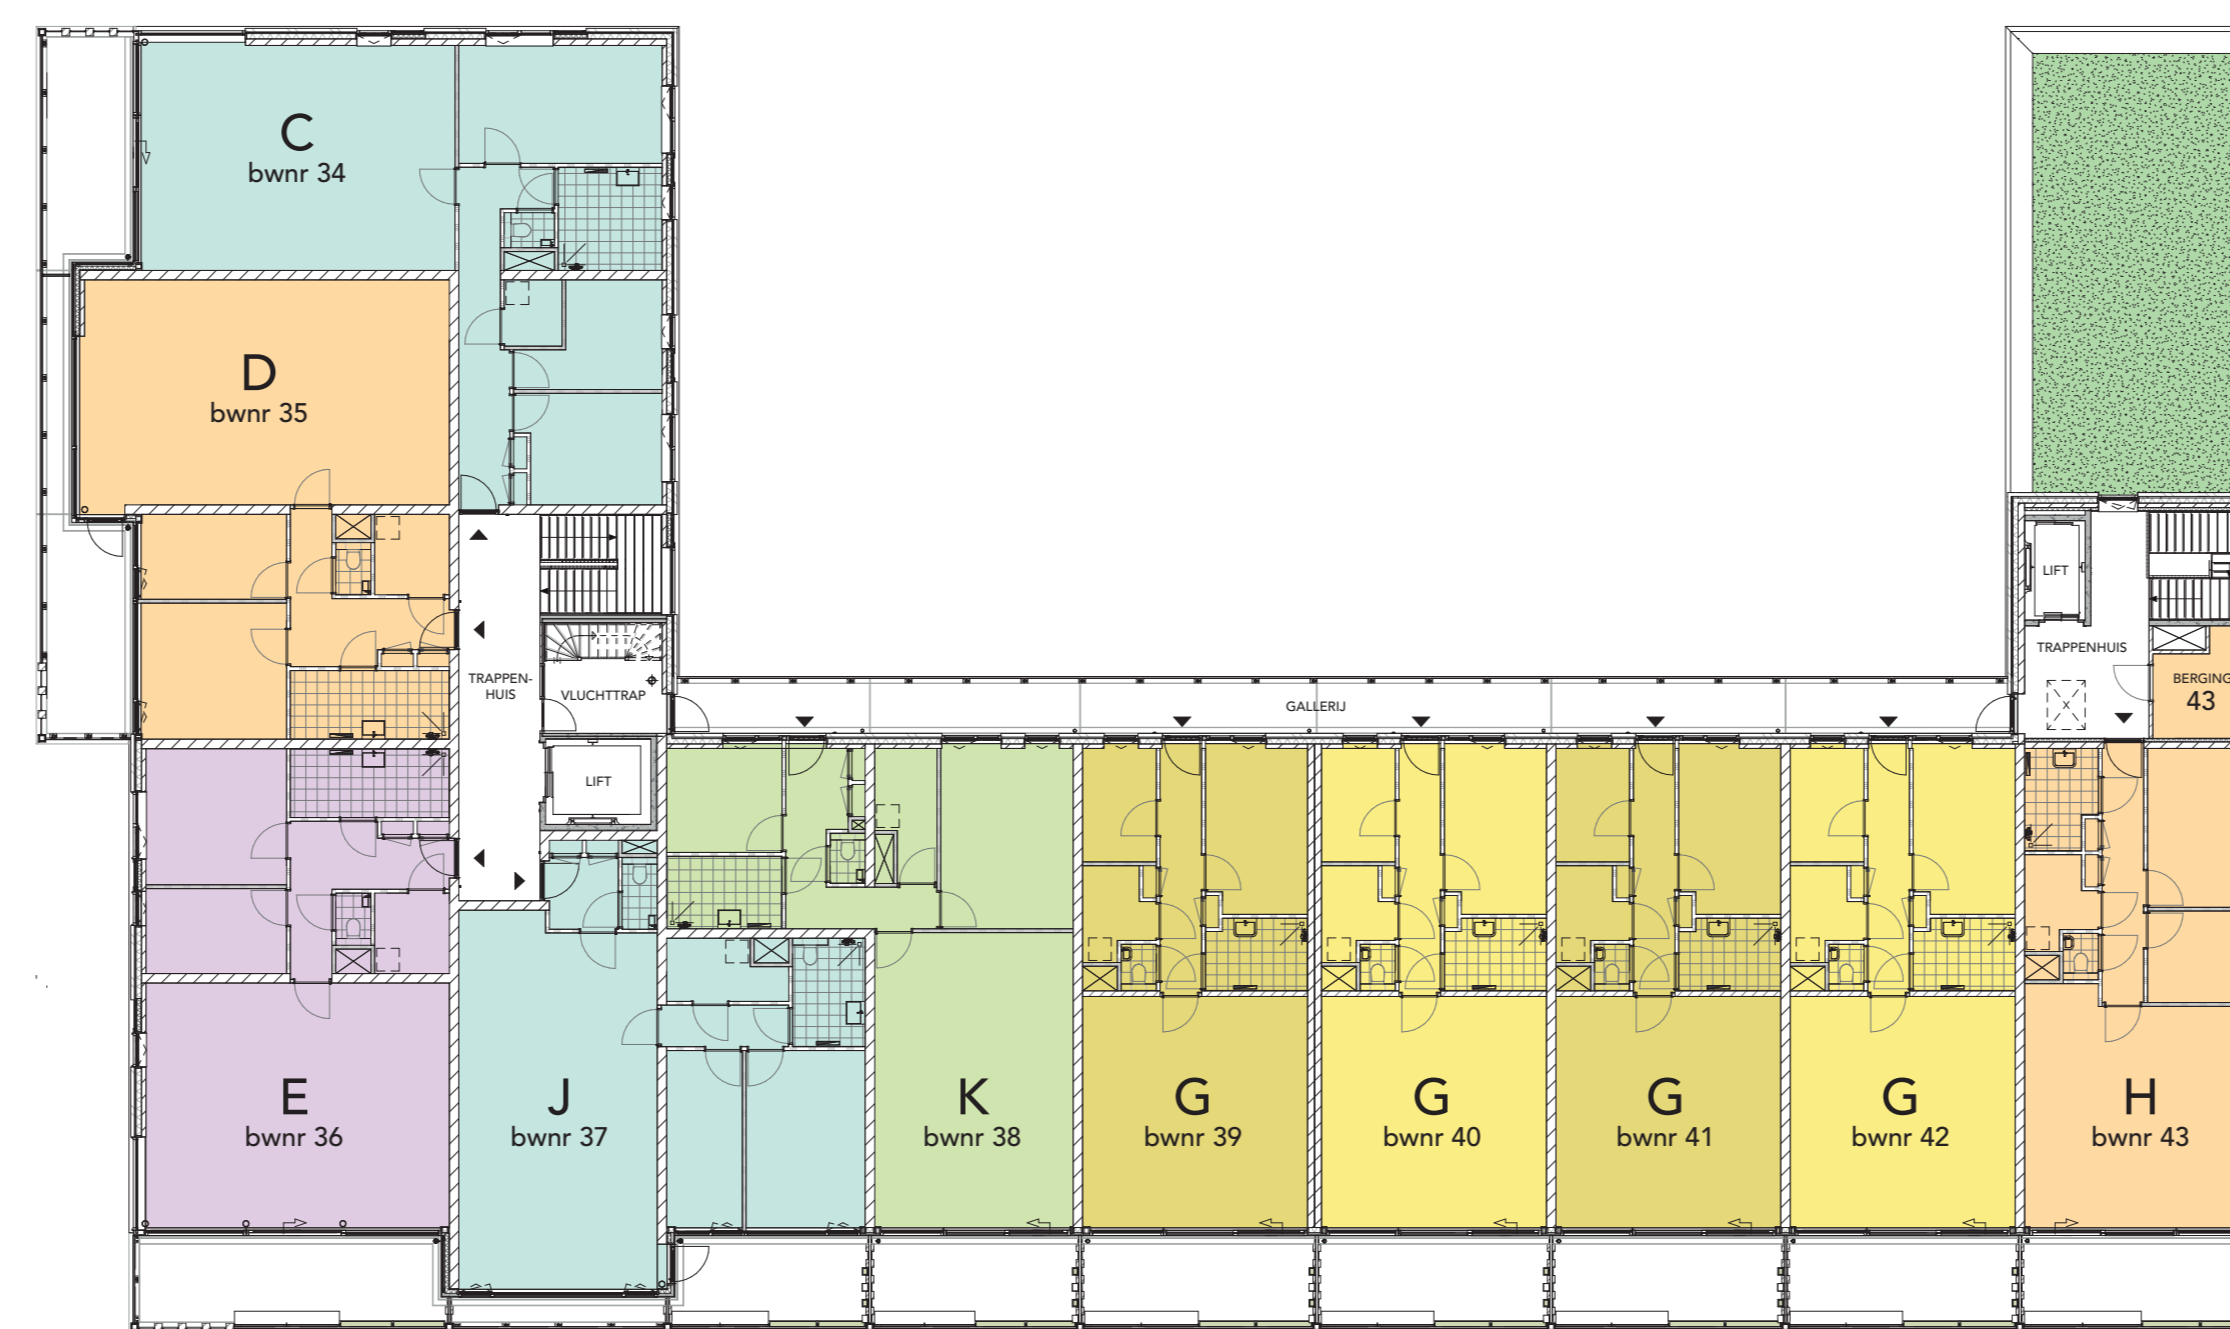 C
bwnr 34
D
bwnr 35
TRAPPEN-
HUIS
VLUCHTTRAP
LIFT
GALLERIJ
LIFT
TRAPPENHUIS
X
BERGING
43
E
bwnr 36
J
bwnr 37
K
bwnr 38
G
bwnr 39
G
bwnr 40
G
bwnr 41
G
bwnr 42
H
bwnr 43